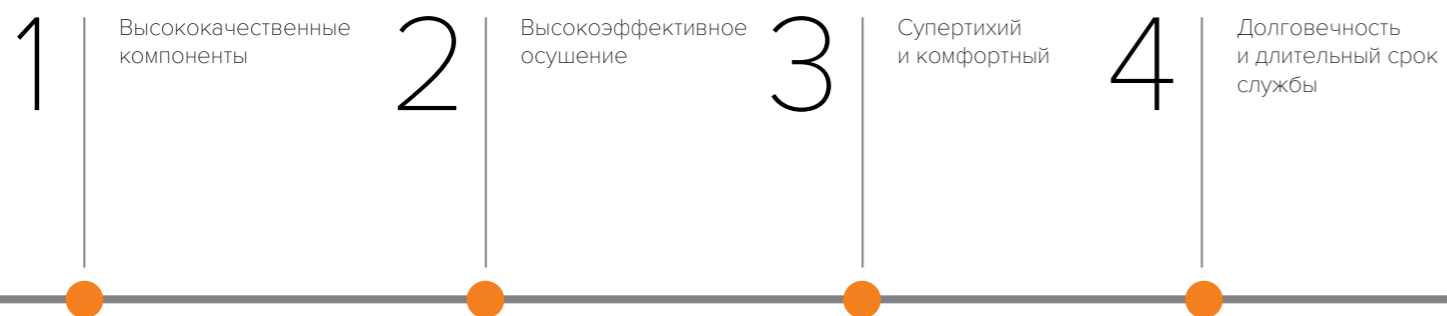 1
Высококачественные
компоненты
2
Высокоэффективное
осушение
3
Супертихий
и комфортный
4
Долговечность
и длительный срок
службы